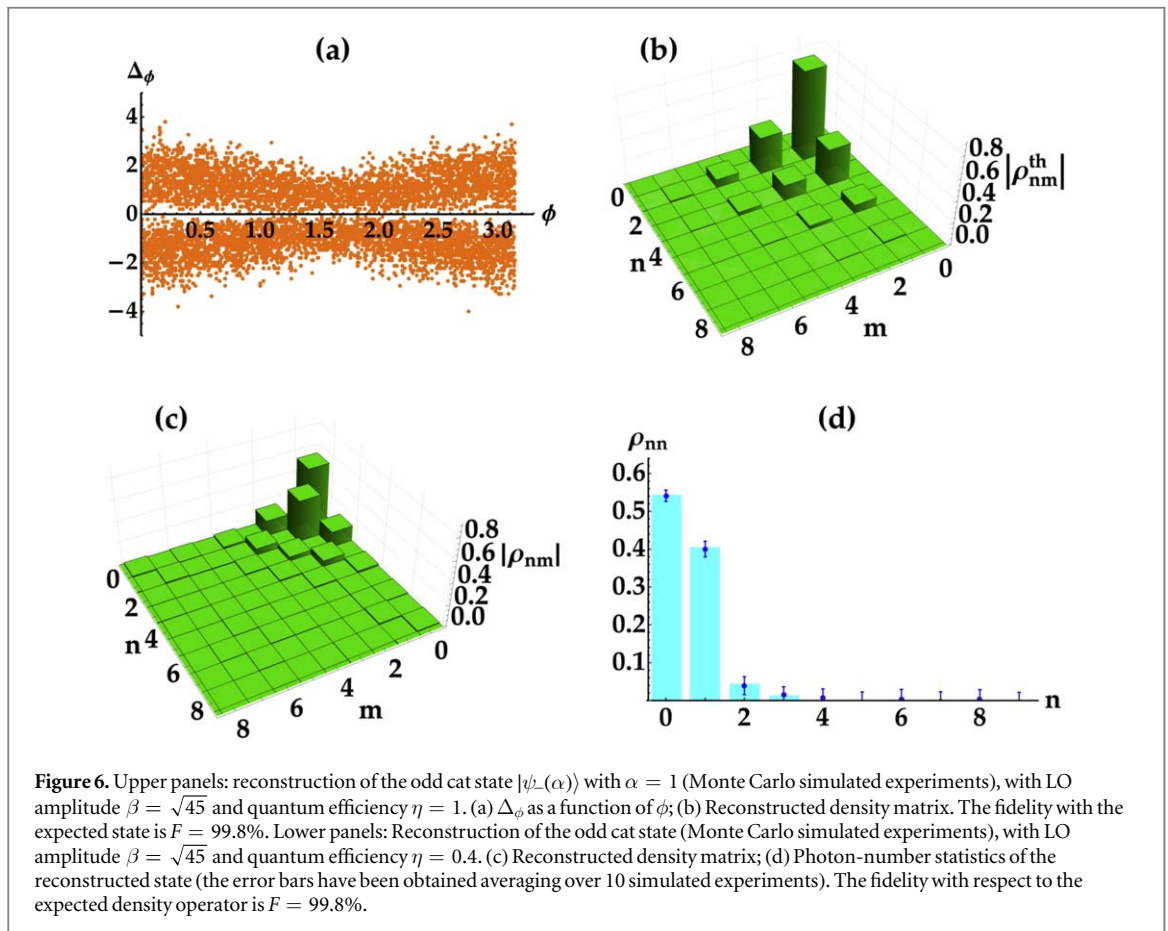 (a)
Δϕ
4
2
0
−2
−4
0.5 1.0 1.5 2.0 2.5 3.0
ϕ
(b)
0.8
0.6
0.4
0.2
0.0
|ρ^th_nm|
0
2
n 4
6
8
8 6 4 2 0
m
(c)
0.8
0.6
0.4
0.2
0.0
|ρnm|
0
2
n 4
6
8
8 6 4 2 0
m
(d)
ρnn
0.6
0.5
0.4
0.3
0.2
0.1
0 2 4 6 8
n
Figure 6. Upper panels: reconstruction of the odd cat state |ψ−(α)⟩ with α = 1 (Monte Carlo simulated experiments), with LO
amplitude β = √45 and quantum efficiency η = 1. (a) Δϕ as a function of ϕ; (b) Reconstructed density matrix. The fidelity with the
expected state is F = 99.8%. Lower panels: Reconstruction of the odd cat state (Monte Carlo simulated experiments), with LO
amplitude β = √45 and quantum efficiency η = 0.4. (c) Reconstructed density matrix; (d) Photon-number statistics of the
reconstructed state (the error bars have been obtained averaging over 10 simulated experiments). The fidelity with respect to the
expected density operator is F = 99.8%.